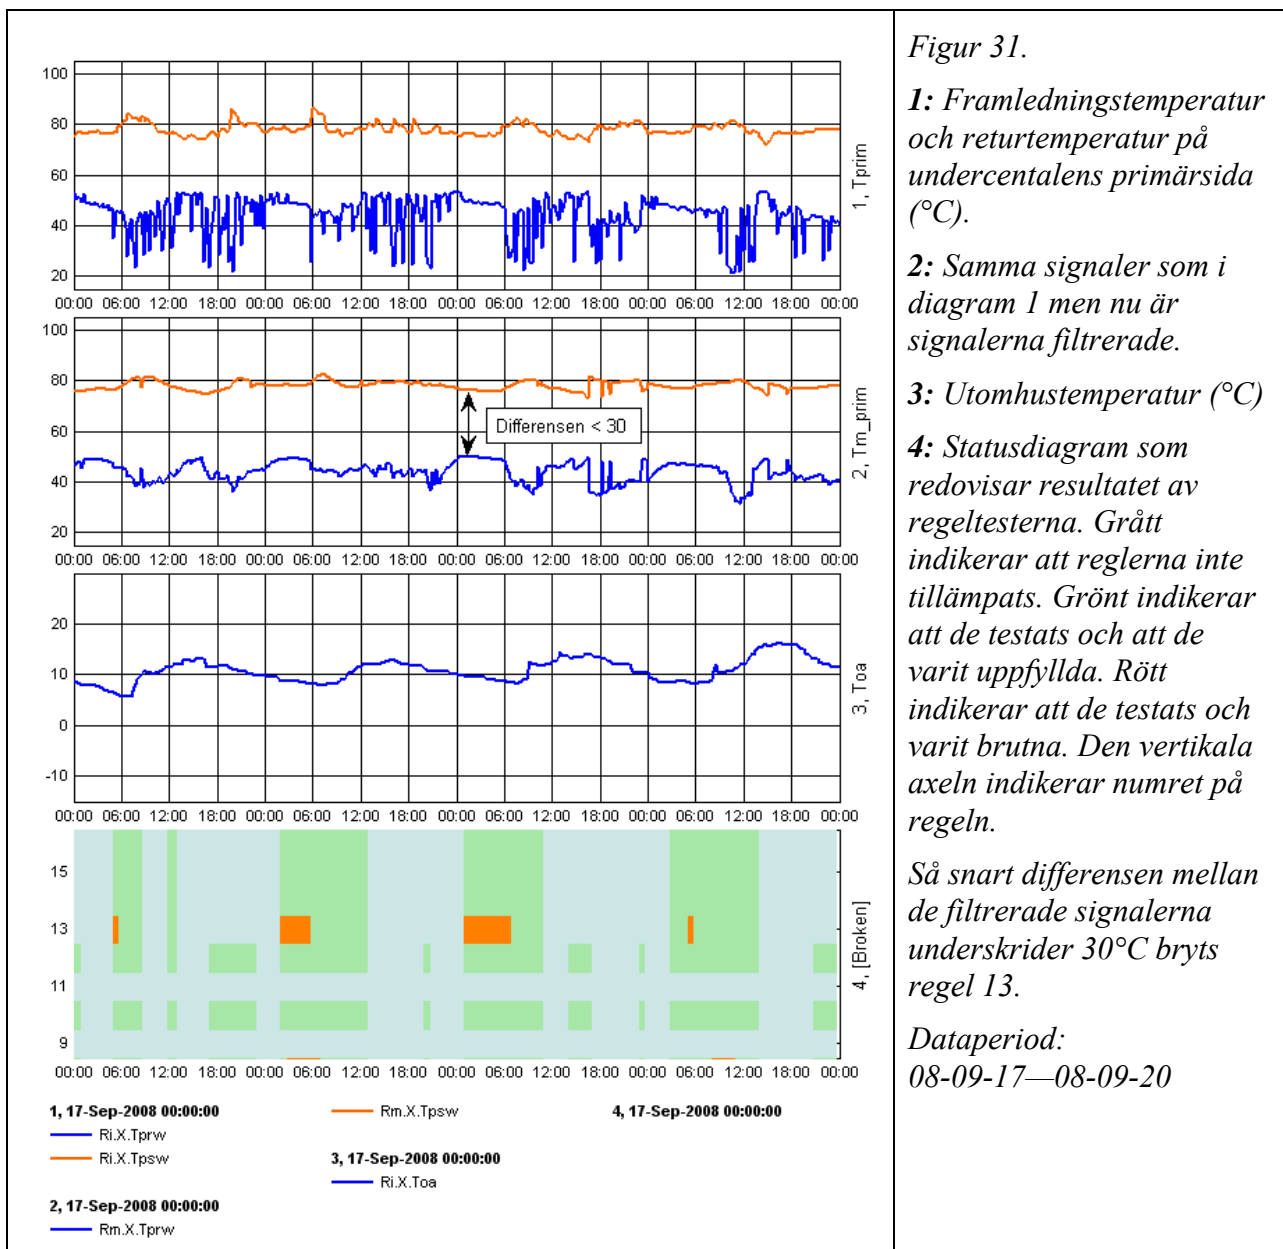 100
80
60
40
20
00:00 06:00 12:00 18:00 00:00 06:00 12:00 18:00 00:00 06:00 12:00 18:00 00:00 06:00 12:00 18:00 00:00
1, Tprim
100
80
60
40
20
Differensen < 30
00:00 06:00 12:00 18:00 00:00 06:00 12:00 18:00 00:00 06:00 12:00 18:00 00:00 06:00 12:00 18:00 00:00
2, Tm_prim
20
10
0
-10
00:00 06:00 12:00 18:00 00:00 06:00 12:00 18:00 00:00 06:00 12:00 18:00 00:00 06:00 12:00 18:00 00:00
3, Toa
15
13
11
9
00:00 06:00 12:00 18:00 00:00 06:00 12:00 18:00 00:00 06:00 12:00 18:00 00:00 06:00 12:00 18:00 00:00
4, [Broken]
1, 17-Sep-2008 00:00:00
Ri.X.Tprw
Ri.X.Tpsw
2, 17-Sep-2008 00:00:00
Rm.X.Tprw
Rm.X.Tpsw
3, 17-Sep-2008 00:00:00
Ri.X.Toa
4, 17-Sep-2008 00:00:00
Figur 31.
1: Framledningstemperatur
och returtemperatur på
undercentalens primärsida
(°C).
2: Samma signaler som i
diagram 1 men nu är
signalerna filtrerade.
3: Utomhustemperatur (°C)
4: Statusdiagram som
redovisar resultatet av
regeltesterna. Grått
indikerar att reglerna inte
tillämpats. Grönt indikerar
att de testats och att de
varit uppfyllda. Rött
indikerar att de testats och
varit brutna. Den vertikala
axeln indikerar numret på
regeln.
Så snart differensen mellan
de filtrerade signalerna
underskrider 30°C bryts
regel 13.
Dataperiod:
08-09-17—08-09-20